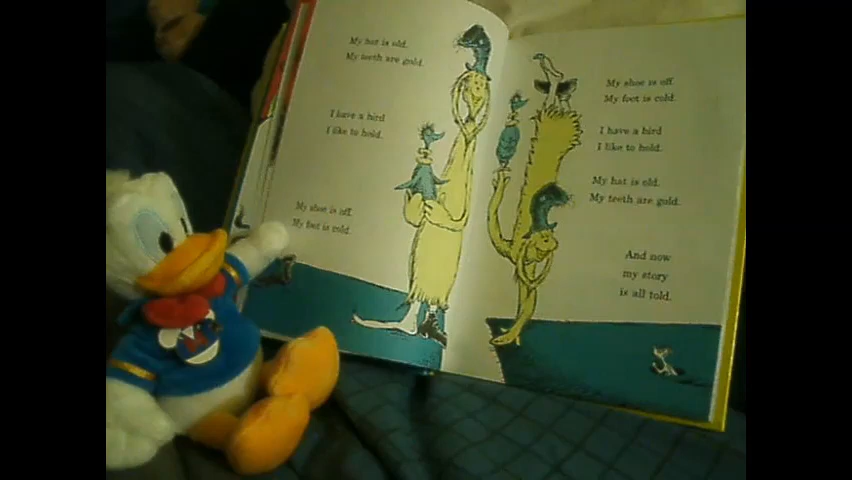 My hat is old.
My teeth are gold.
I have a bird
I like to hold.
My shoe is off.
My foot is cold.
My shoe is off.
My foot is cold.
I have a bird
I like to hold.
My hat is old.
My teeth are gold.
And now
my story
is all told.